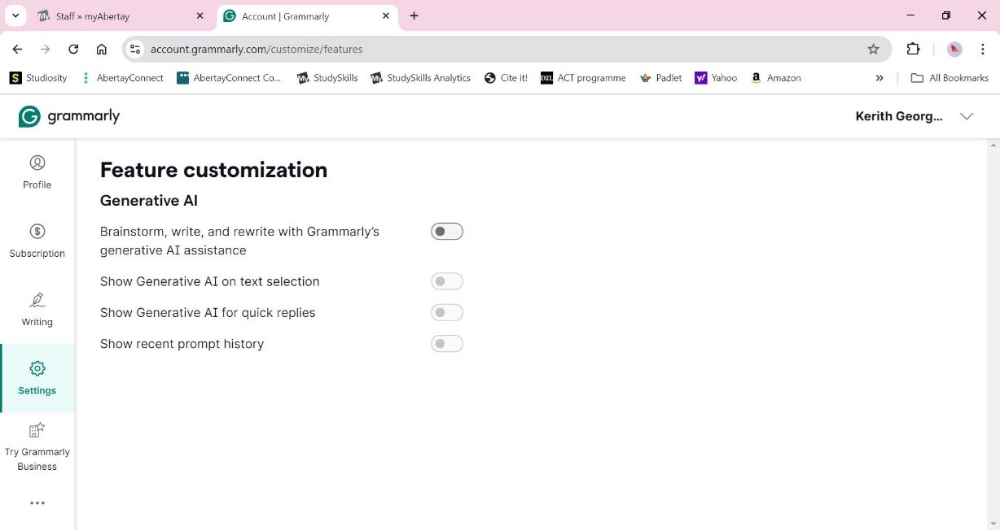 Staff » myAbertay
Account | Grammarly
account.grammarly.com/customize/features
S Studiosity
AbertayConnect
AbertayConnect Co...
My StudySkills
My StudySkills Analytics
Cite it!
D2L ACT programme
Padlet
y! Yahoo
a Amazon
»
All Bookmarks
G grammarly
Kerith Georg...
Profile
$
Subscription
Writing
Settings
Try Grammarly
Business
...
Feature customization
Generative AI
Brainstorm, write, and rewrite with Grammarly's
generative AI assistance
Show Generative AI on text selection
Show Generative AI for quick replies
Show recent prompt history